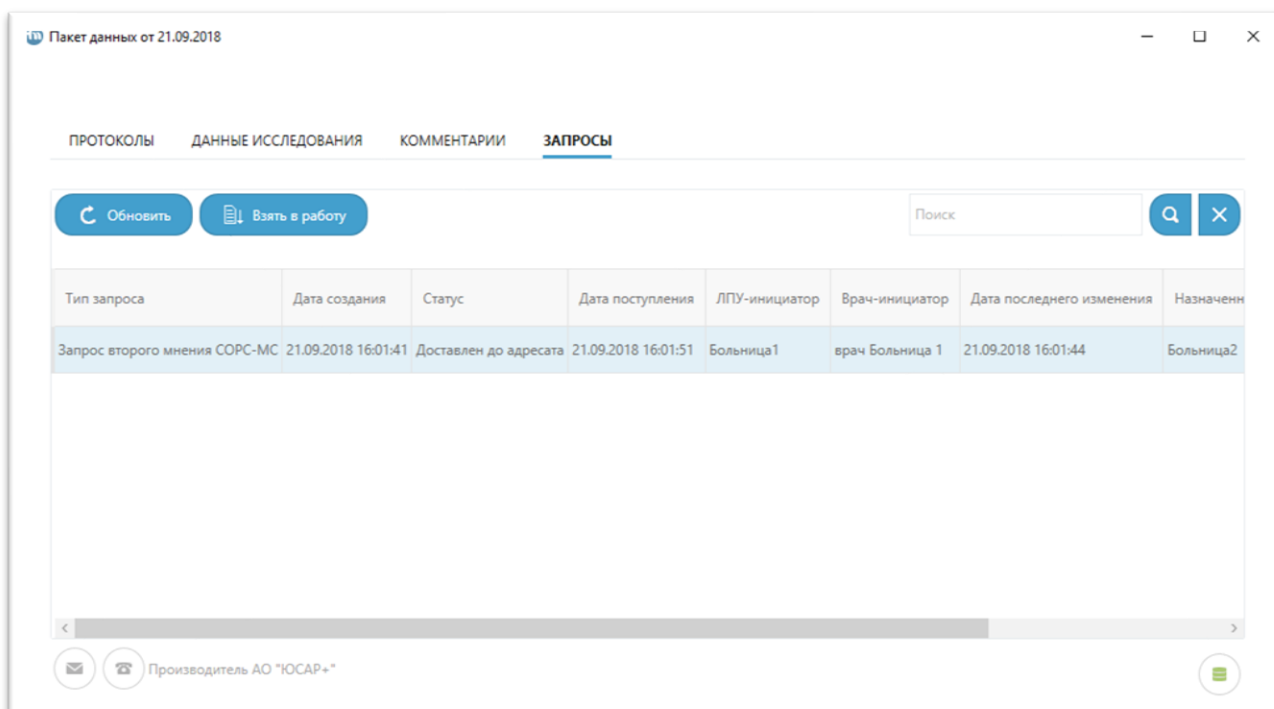 Пакет данных от 21.09.2018
ПРОТОКОЛЫ ДАННЫЕ ИССЛЕДОВАНИЯ КОММЕНТАРИИ ЗАПРОСЫ
Обновить Взять в работу Поиск
Тип запроса Дата создания Статус Дата поступления ЛПУ-инициатор Врач-инициатор Дата последнего изменения Назначенн
Запрос второго мнения СОРС-МС 21.09.2018 16:01:41 Доставлен до адресата 21.09.2018 16:01:51 Больница1 врач Больница 1 21.09.2018 16:01:44 Больница2
Производитель АО "ЮСАР+"